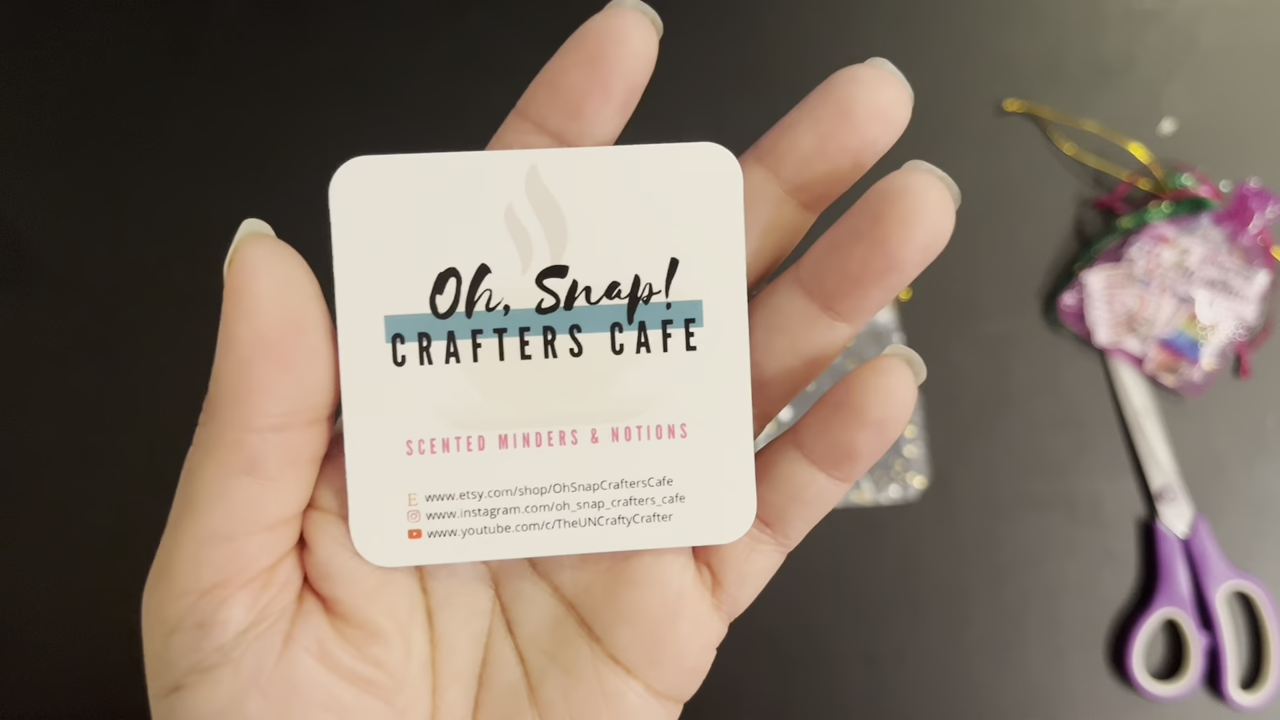 Oh, Snap!
CRAFTERS CAFE
SCENTED MINDERS & NOTIONS
www.etsy.com/shop/OhSnapCraftersCafe
www.instagram.com/oh_snap_crafters_cafe
www.youtube.com/c/TheUNCraftyCrafter